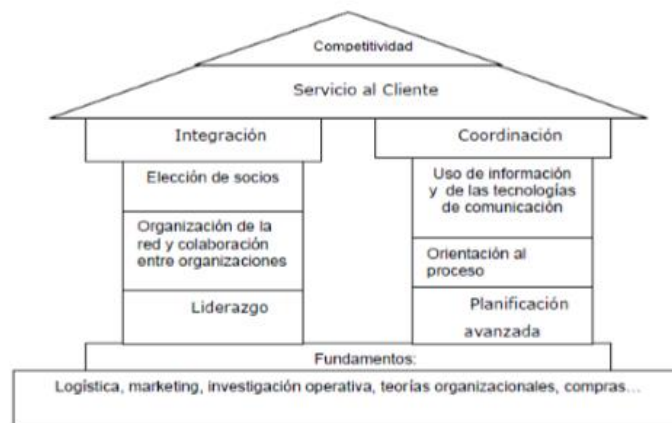 Competitividad
Servicio al Cliente
Integración
Coordinación
Elección de socios
Organización de la
red y colaboración
entre organizaciones
Liderazgo
Uso de información
y de las tecnologías
de comunicación
Orientación al
proceso
Planificación
avanzada
Fundamentos:
Logística, marketing, investigación operativa, teorías organizacionales, compras...